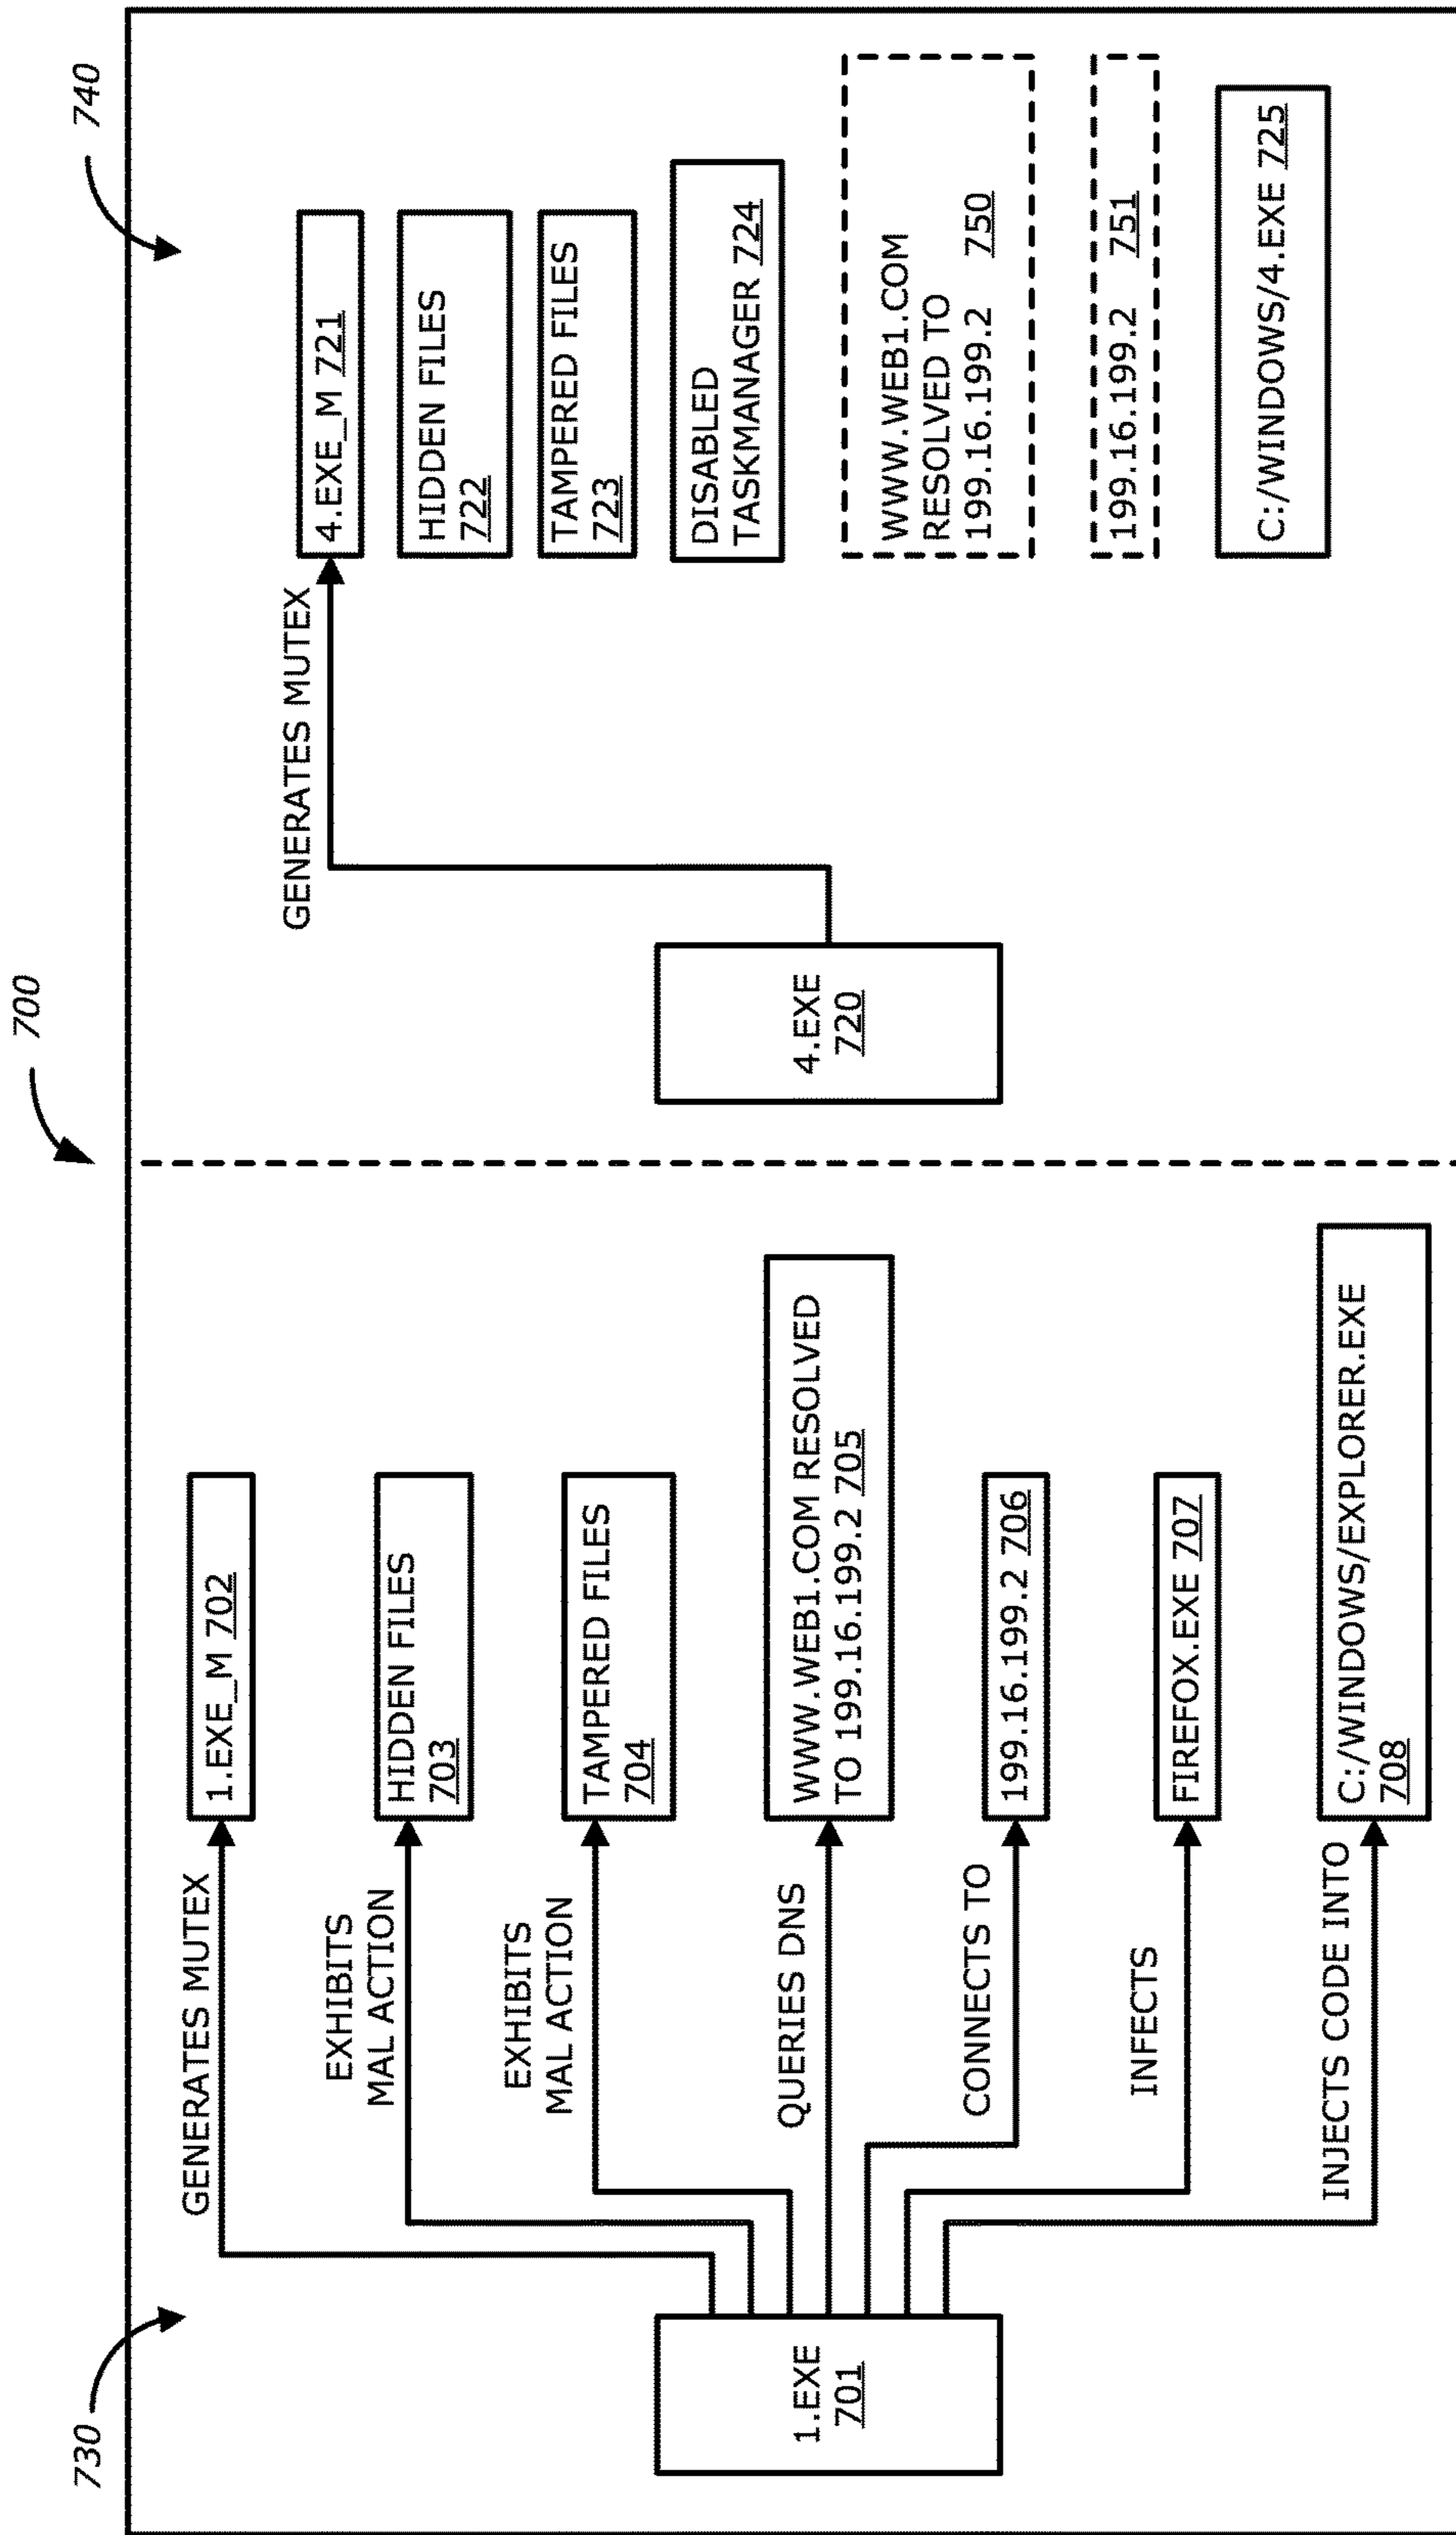 700
730
GENERATES MUTEX
1.EXE_M 702
EXHIBITS
MAL ACTION
HIDDEN FILES
703
EXHIBITS
MAL ACTION
TAMPERED FILES
704
1.EXE
701
QUERIES DNS
WWW.WEB1.COM RESOLVED
TO 199.16.199.2 705
CONNECTS TO
199.16.199.2 706
INFECTS
FIREFOX.EXE 707
INJECTS CODE INTO
C:/WINDOWS/EXPLORER.EXE
708
740
GENERATES MUTEX
4.EXE_M 721
HIDDEN FILES
722
TAMPERED FILES
723
DISABLED
TASKMANAGER 724
4.EXE
720
WWW.WEB1.COM
RESOLVED TO
199.16.199.2 750
199.16.199.2 751
C:/WINDOWS/4.EXE 725